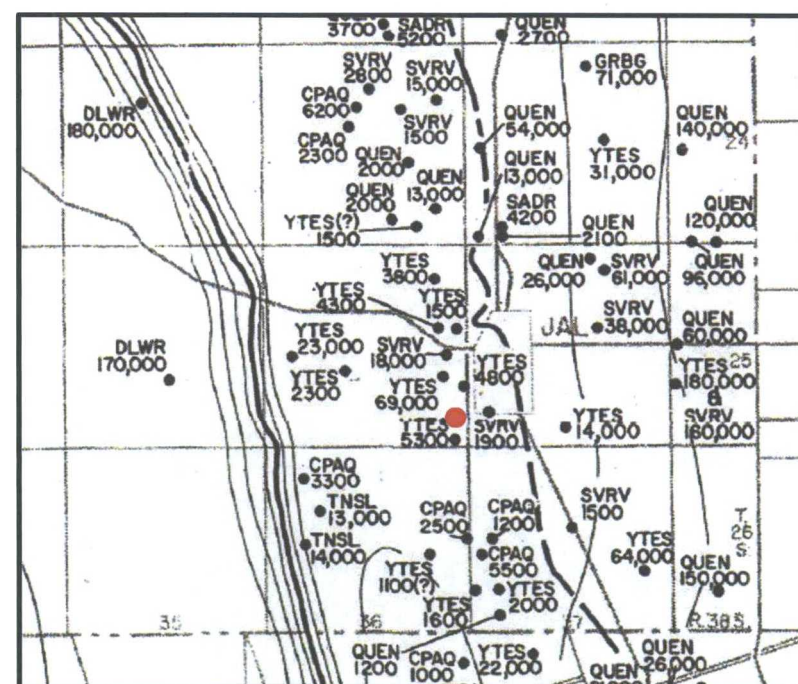 3700
SADR
5200
QUEN
2700
SVRV
2800
SVRV
15,000
GRBG
71,000
CPAQ
6200
DLWR
180,000
SVRV
1500
QUEN
54,000
QUEN
140,000
24
CPAQ
2300
QUEN
2000
YTES
31,000
QUEN
13,000
QUEN
13,000
QUEN
2000
SADR
4200
YTES(?)
1500
QUEN
2100
QUEN
120,000
YTES
3800
QUEN
26,000
SVRV
61,000
QUEN
96,000
YTES
4300
YTES
1500
JAL
SVRV
38,000
QUEN
60,000
DLWR
170,000
YTES
23,000
SVRV
18,000
YTES
4800
25
YTES
2300
YTES
69,000
YTES
180,000
&
SVRV
160,000
YTES
5300
SVRV
1900
YTES
14,000
CPAQ
3300
TNSL
13,000
CPAQ
2500
CPAQ
1200
SVRV
1500
T.
26
S.
TNSL
14,000
YTES
1100(?)
CPAQ
5500
YTES
64,000
QUEN
150,000
YTES
1600
YTES
2000
35
36
37
R.38S.
QUEN
1200
CPAQ
1000
YTES
22,000
QUEN
26,000